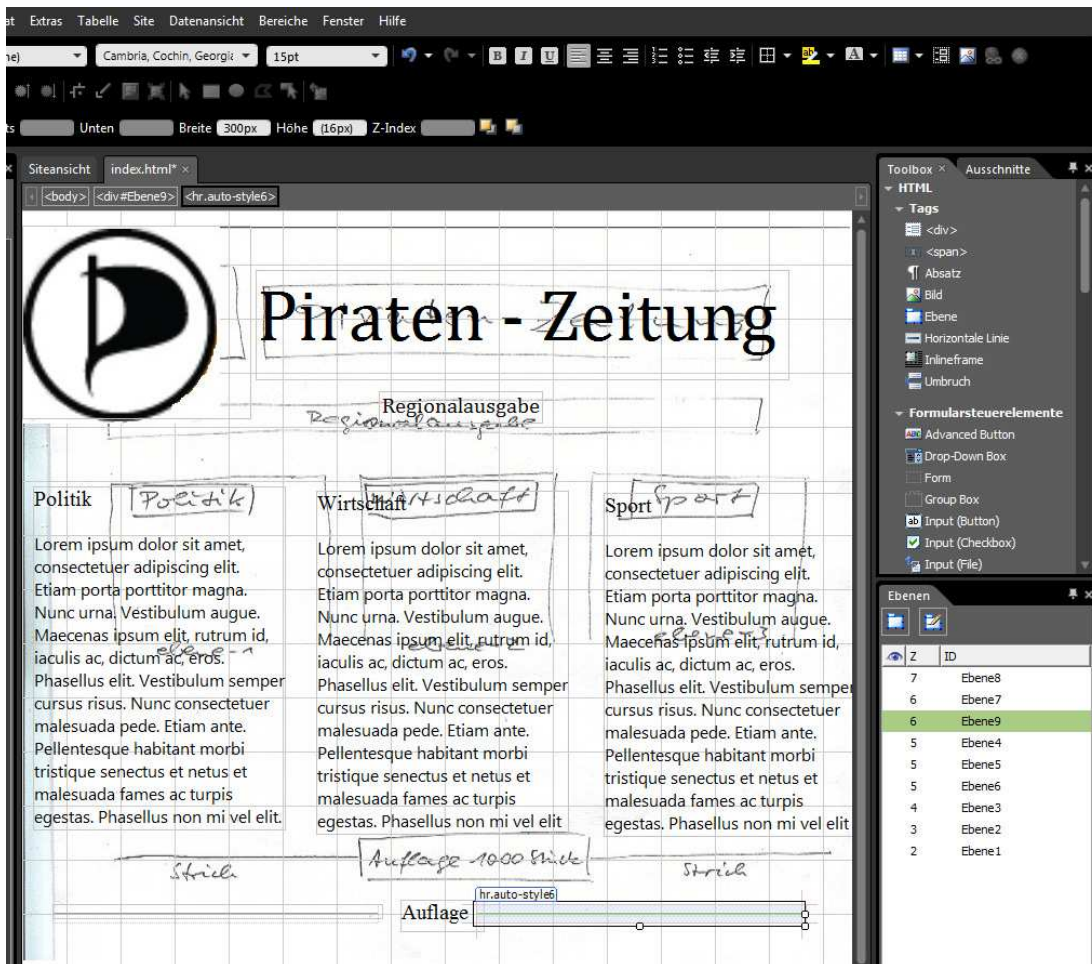 at Extras Tabelle Site Datenansicht Bereiche Fenster Hilfe
ne) Cambria, Cochin, Georgia 15pt B I U A
ts Unten Breite 300px Höhe (16px) Z-Index
Siteansicht index.html* ×
<body> <div#Ebene9> <hr.auto-style6>
Piraten - Zeitung
Piraten - Zeitung
Regionalausgabe
Regionalausgabe
Politik
Politik
Lorem ipsum dolor sit amet,
consectetuer adipiscing elit.
Etiam porta porttitor magna.
Nunc urna. Vestibulum augue.
Maecenas ipsum elit, rutrum id,
ebene-1
iaculis ac, dictum ac, eros.
Phasellus elit. Vestibulum semper
cursus risus. Nunc consectetuer
malesuada pede. Etiam ante.
Pellentesque habitant morbi
tristique senectus et netus et
malesuada fames ac turpis
egestas. Phasellus non mi vel elit.
Wirtschaft
Wirtschaft
Lorem ipsum dolor sit amet,
consectetuer adipiscing elit.
Etiam porta porttitor magna.
Nunc urna. Vestibulum augue.
Maecenas ipsum elit, rutrum id,
iaculis ac, dictum ac, eros.
Phasellus elit. Vestibulum semper
cursus risus. Nunc consectetuer
malesuada pede. Etiam ante.
Pellentesque habitant morbi
tristique senectus et netus et
malesuada fames ac turpis
egestas. Phasellus non mi vel elit
Sport
Sport
Lorem ipsum dolor sit amet,
consectetuer adipiscing elit.
Etiam porta porttitor magna.
Nunc urna. Vestibulum augue.
Maecenas ipsum elit, rutrum id,
ebene-3
iaculis ac, dictum ac, eros.
Phasellus elit. Vestibulum semper
cursus risus. Nunc consectetuer
malesuada pede. Etiam ante.
Pellentesque habitant morbi
tristique senectus et netus et
malesuada fames ac turpis
egestas. Phasellus non mi vel elit
Strich Auflage 1000 Stück Strich
hr.auto-style6
Auflage
Toolbox × Ausschnitte
HTML
Tags
<div>
<span>
Absatz
Bild
Ebene
Horizontale Linie
Inlineframe
Umbruch
Formularsteuerelemente
Advanced Button
Drop-Down Box
Form
Group Box
Input (Button)
Input (Checkbox)
Input (File)
Ebenen
Z ID
7 Ebene8
6 Ebene7
6 Ebene9
5 Ebene4
5 Ebene5
5 Ebene6
4 Ebene3
3 Ebene2
2 Ebene1